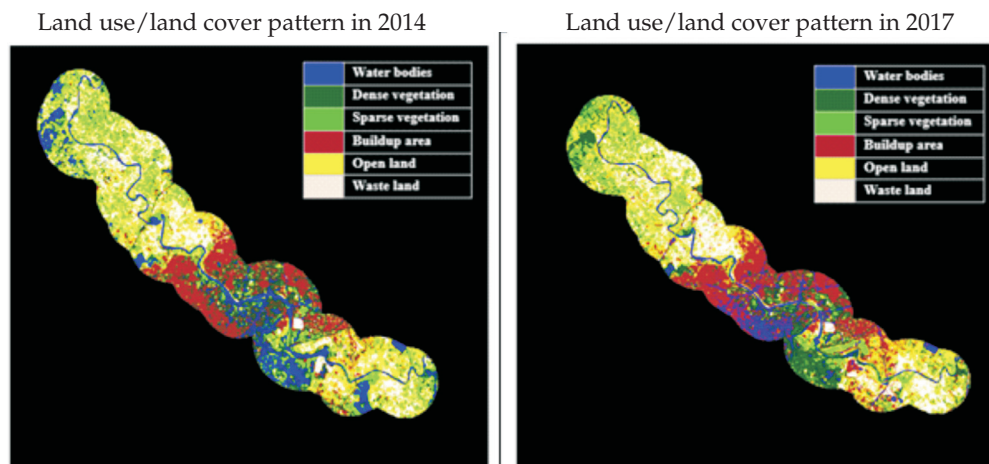 Land use/land cover pattern in 2014
Water bodies
Dense vegetation
Sparse vegetation
Buildup area
Open land
Waste land
Land use/land cover pattern in 2017
Water bodies
Dense vegetation
Sparse vegetation
Buildup area
Open land
Waste land